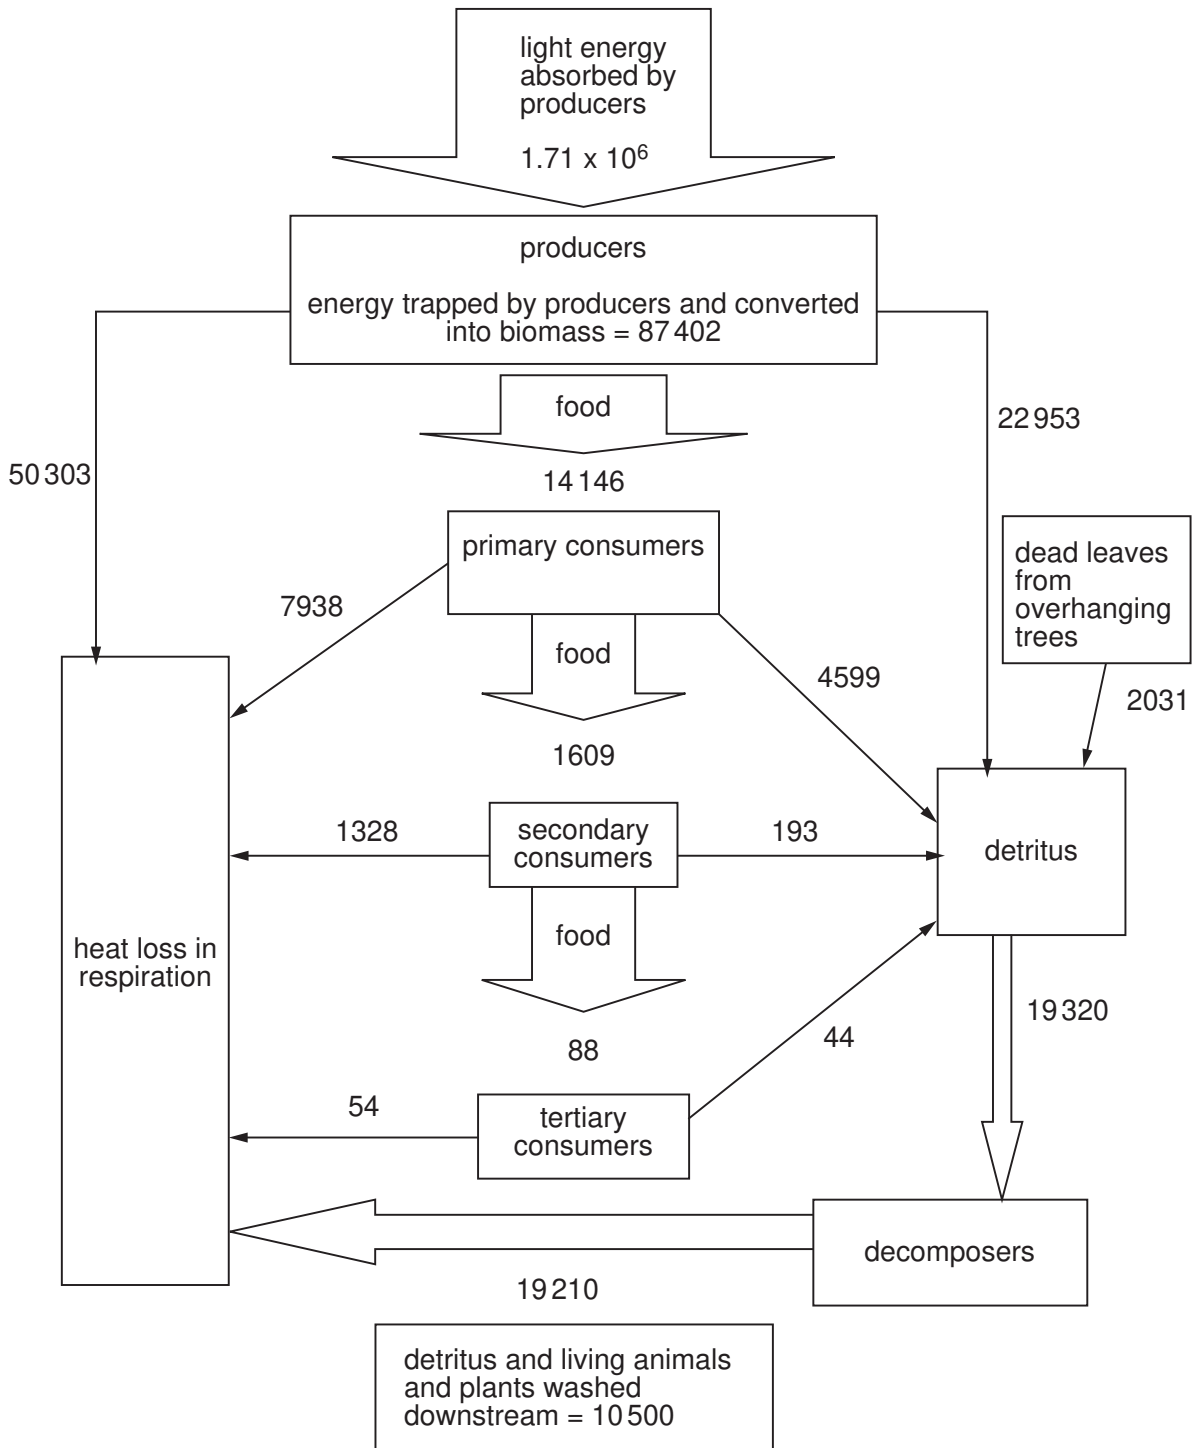 light energy
absorbed by
producers
1.71 x 10⁶
producers
energy trapped by producers and converted
into biomass = 87 402
food
22 953
50 303
14 146
primary consumers
dead leaves
from
overhanging
trees
7938
food
4599
2031
1609
1328
secondary
consumers
193
detritus
food
heat loss in
respiration
19 320
88
44
54
tertiary
consumers
decomposers
19 210
detritus and living animals
and plants washed
downstream = 10 500